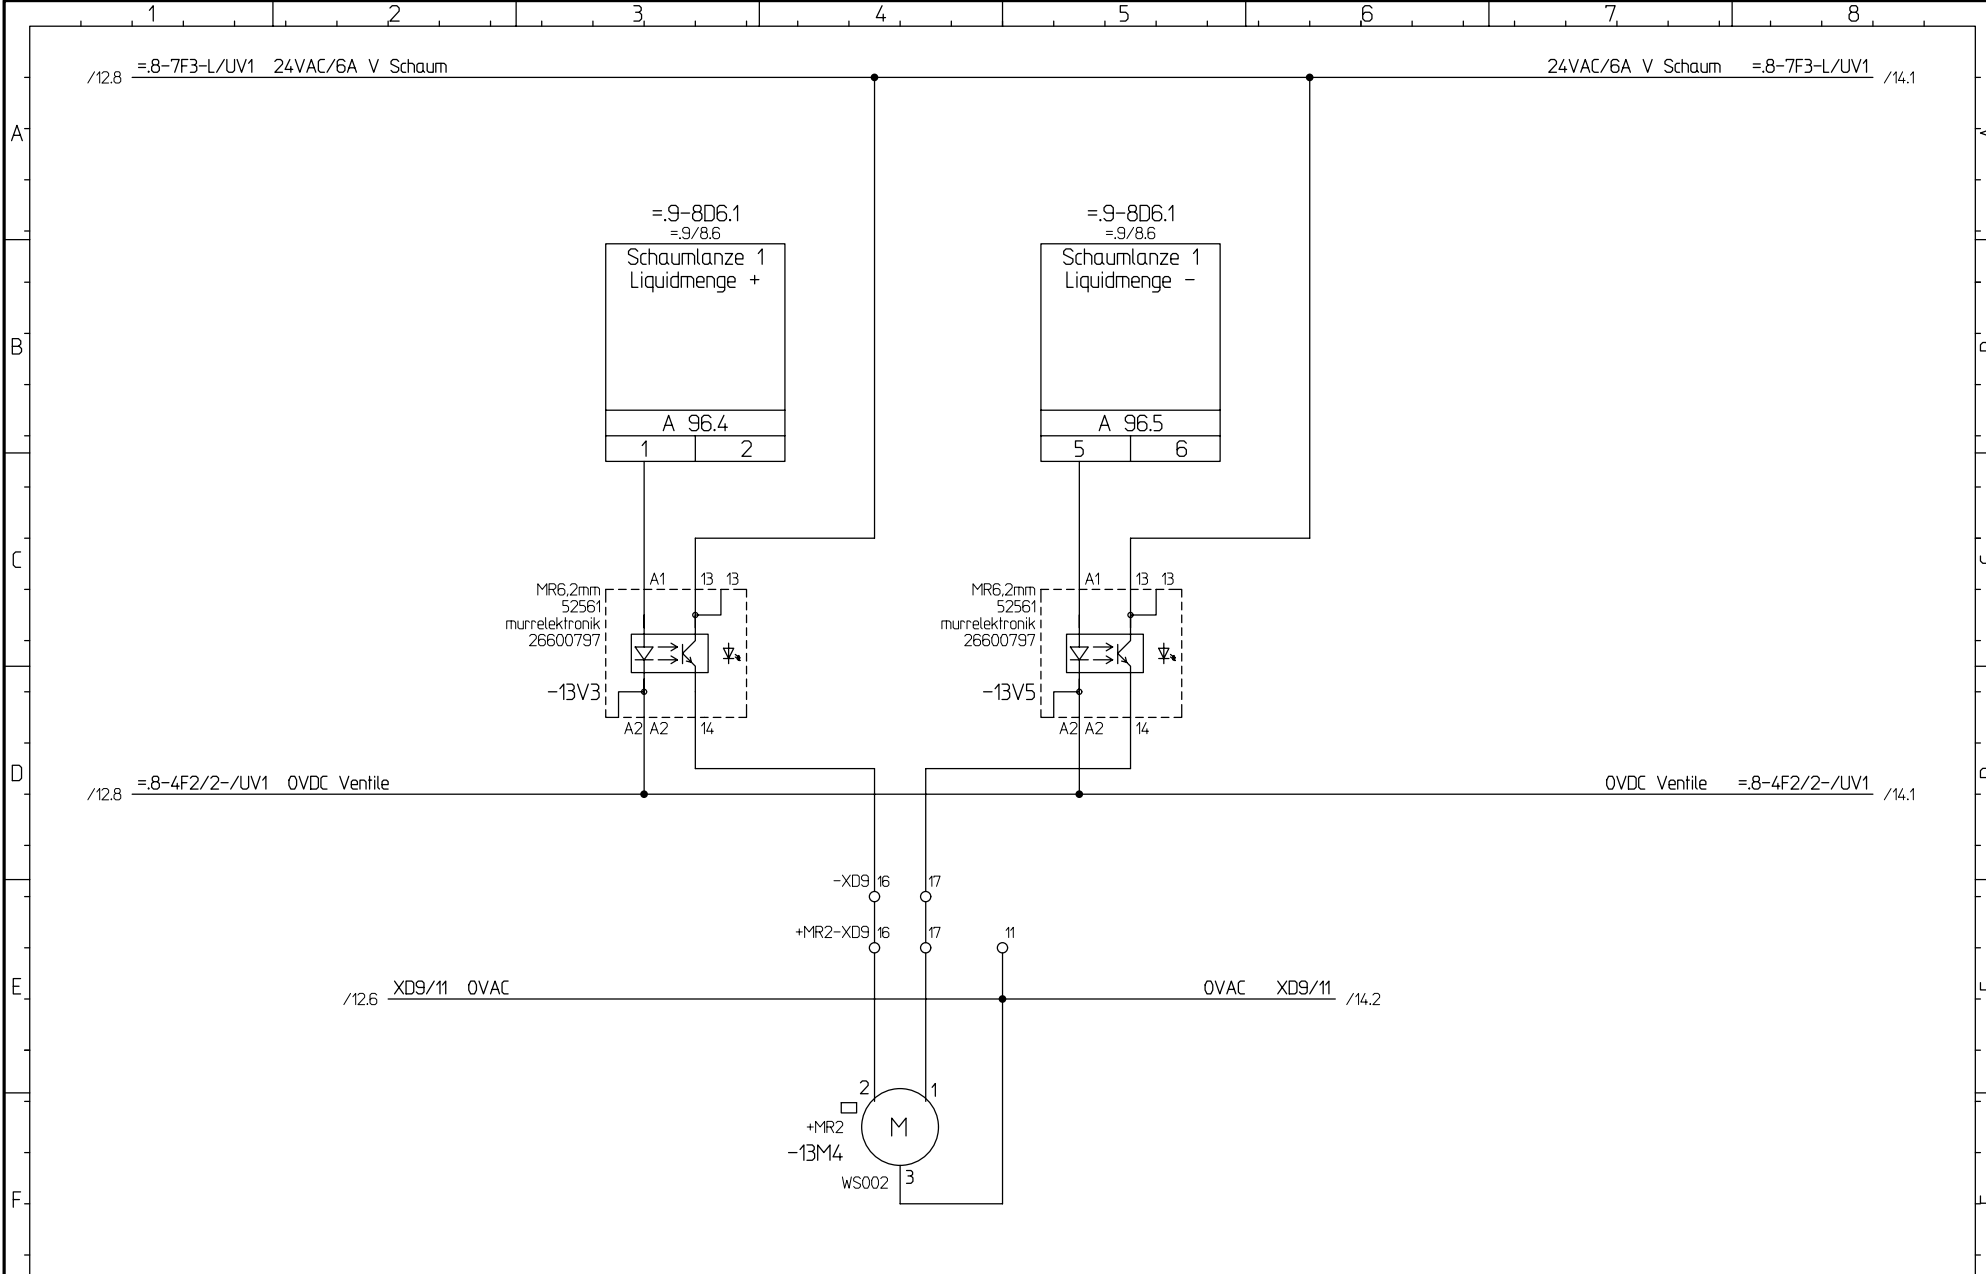 1 2 3 4 5 6 7 8
/12.8 =.8-7F3-L/UV1 24VAC/6A V Schaum
24VAC/6A V Schaum =.8-7F3-L/UV1 /14.1
A
=.9-8D6.1
=.9/8.6
Schaumlanze 1
Liquidmenge +
A 96.4
1 2
=.9-8D6.1
=.9/8.6
Schaumlanze 1
Liquidmenge -
A 96.5
5 6
B
C
A1 13 13
MR6,2mm
52561
murrelektronik
26600797
-13V3
A2 A2 14
A1 13 13
MR6,2mm
52561
murrelektronik
26600797
-13V5
A2 A2 14
D
/12.8 =.8-4F2/2-/UV1 0VDC Ventile
0VDC Ventile =.8-4F2/2-/UV1 /14.1
-XD9 16 17
+MR2-XD9 16 17 11
E
/12.6 XD9/11 0VAC
0VAC XD9/11 /14.2
2 1
M
+MR2
-13M4
WS002 3
F